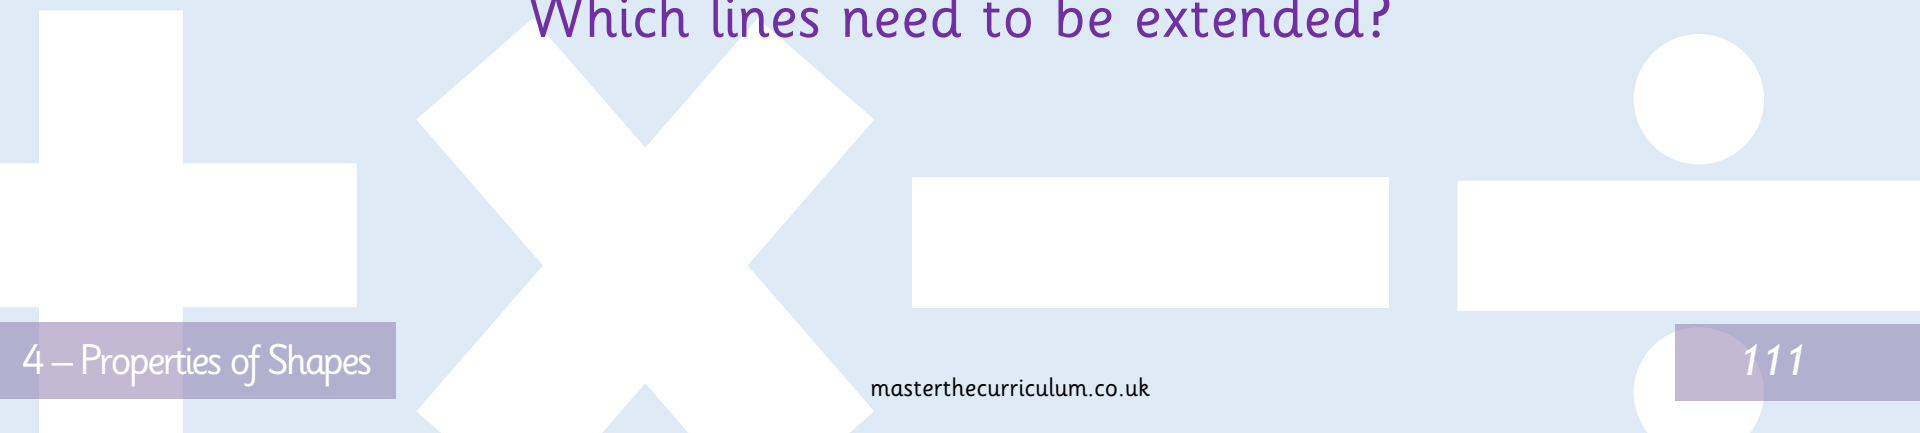 Which lines need to be extended?
4 – Properties of Shapes
masterthecurriculum.co.uk
111